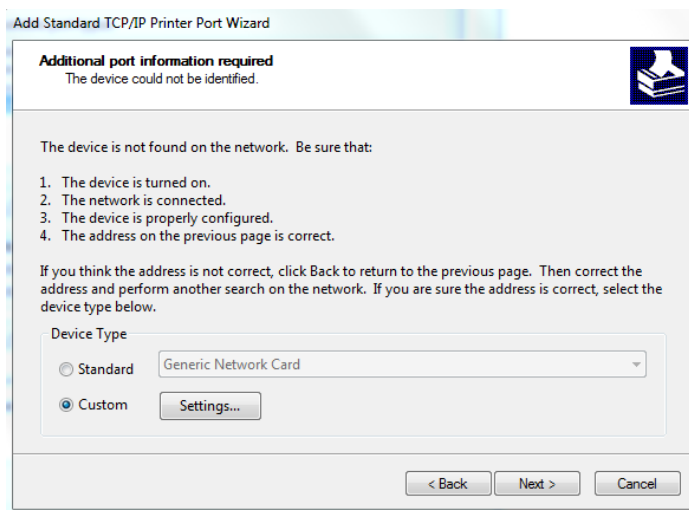 Add Standard TCP/IP Printer Port Wizard
Additional port information required
The device could not be identified.
The device is not found on the network.  Be sure that:
1.  The device is turned on.
2.  The network is connected.
3.  The device is properly configured.
4.  The address on the previous page is correct.
If you think the address is not correct, click Back to return to the previous page.  Then correct the
address and perform another search on the network.  If you are sure the address is correct, select the
device type below.
Device Type
Standard
Generic Network Card
Custom
Settings...
< Back
Next >
Cancel